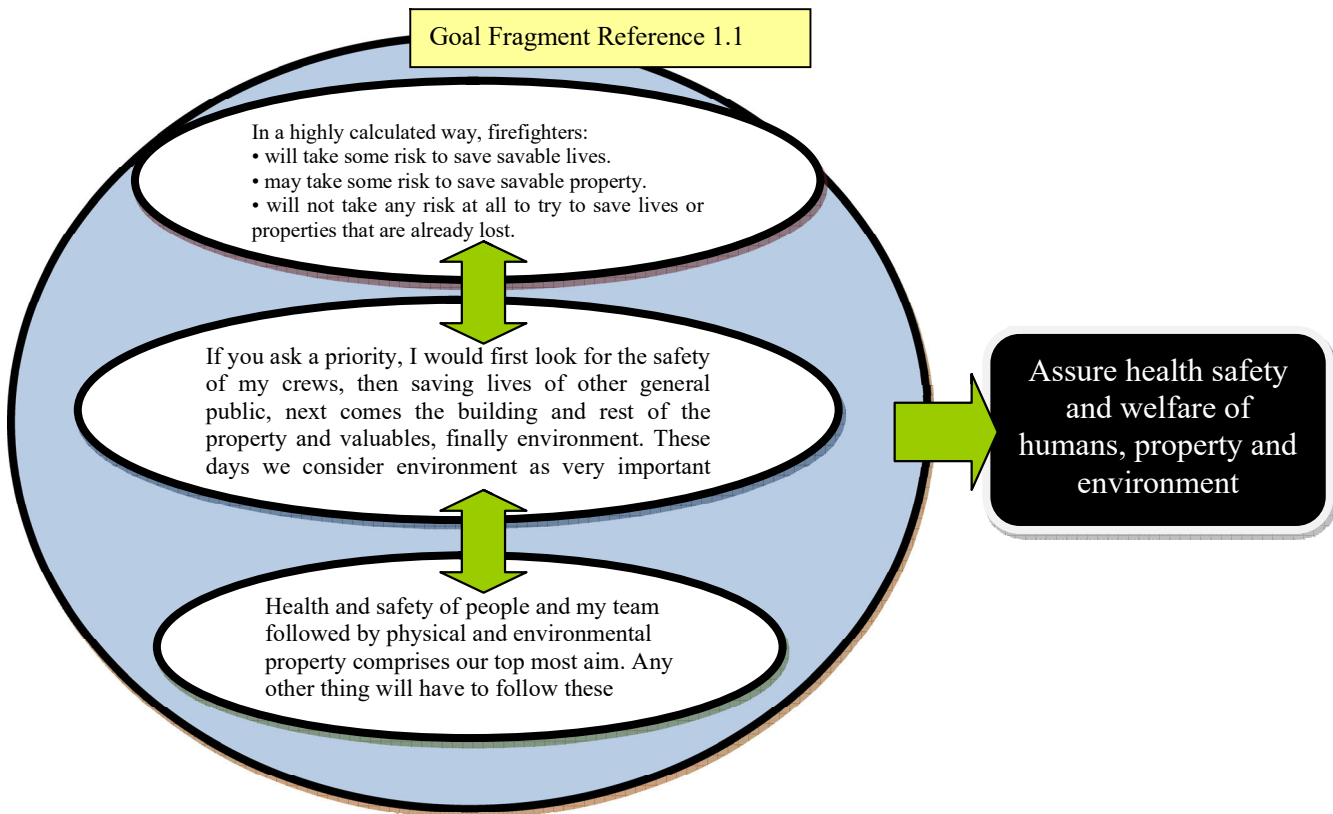 Goal Fragment Reference 1.1
In a highly calculated way, firefighters:
• will take some risk to save savable lives.
• may take some risk to save savable property.
• will not take any risk at all to try to save lives or
properties that are already lost.
If you ask a priority, I would first look for the safety
of my crews, then saving lives of other general
public, next comes the building and rest of the
property and valuables, finally environment. These
days we consider environment as very important
Health and safety of people and my team
followed by physical and environmental
property comprises our top most aim. Any
other thing will have to follow these
Assure health safety
and welfare of
humans, property and
environment